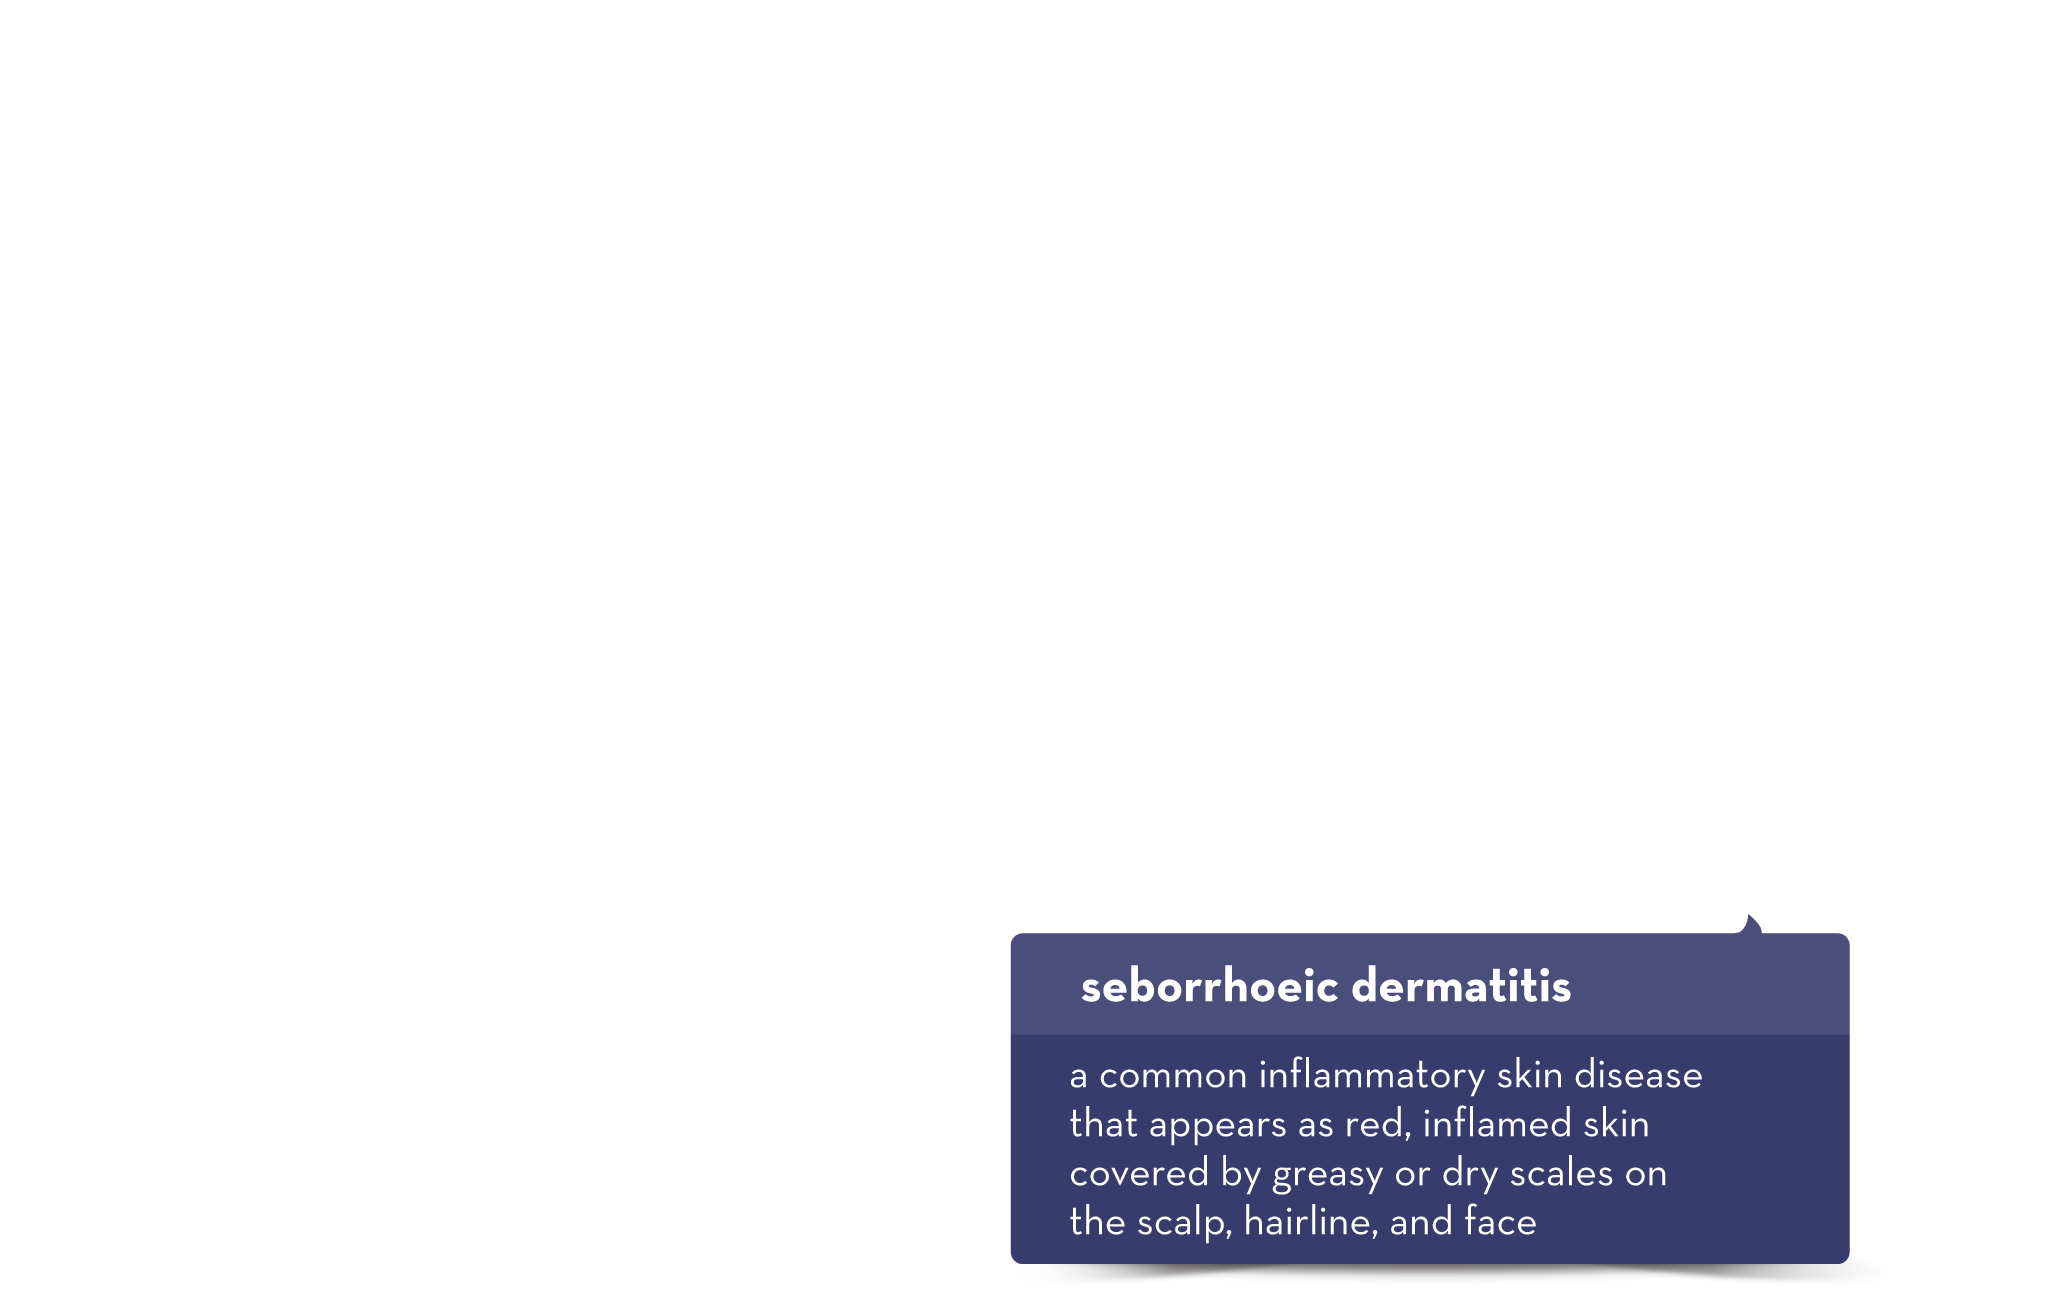 seborrhoeic dermatitis
a common inflammatory skin disease
that appears as red, inflamed skin
covered by greasy or dry scales on
the scalp, hairline, and face